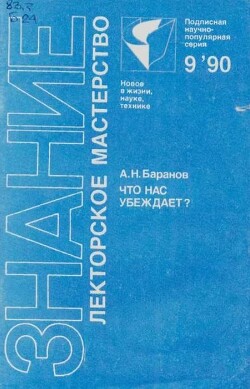 Подписная
научно-
популярная
серия
Новое
в жизни,
науке,
технике
9 '90
ЗНАНИЕ
ЛЕКТОРСКОЕ МАСТЕРСТВО
А.Н.Баранов
ЧТО НАС
УБЕЖДАЕТ?